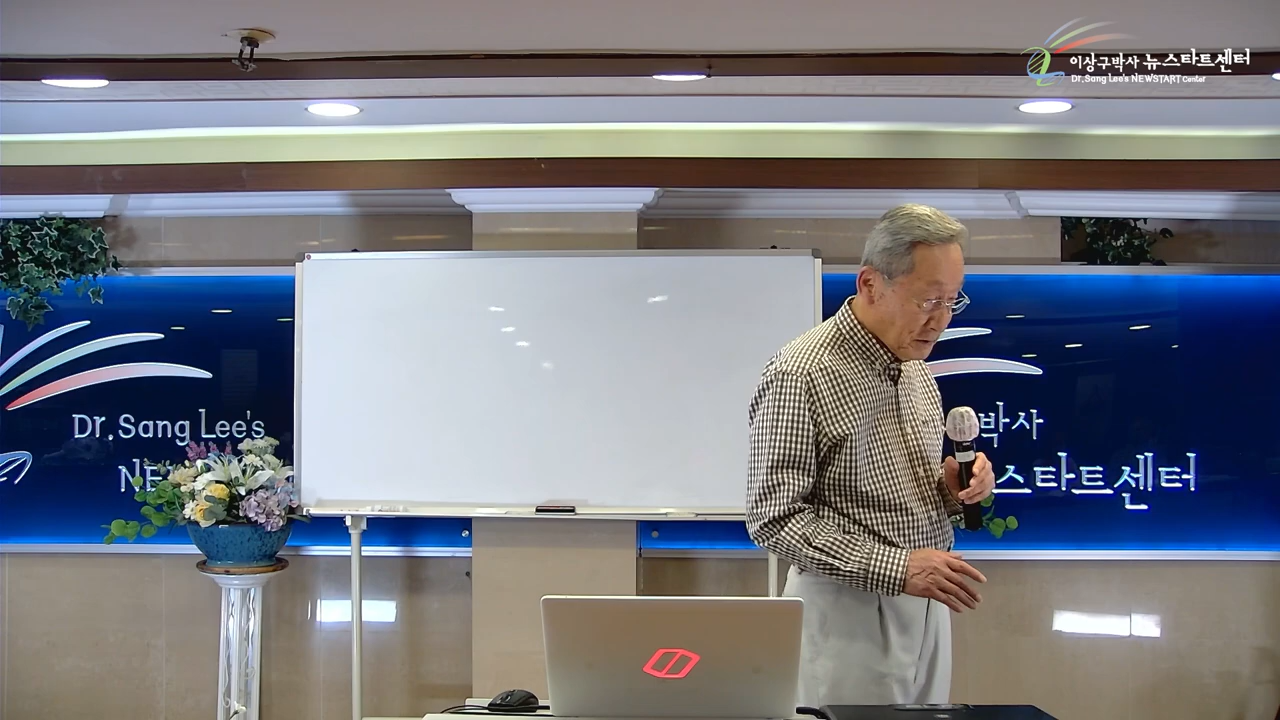 이상구박사 뉴스타트센터
Dr.Sang Lee's NEWSTART Center
Dr.Sang Lee's
NE
박사
스타트센터